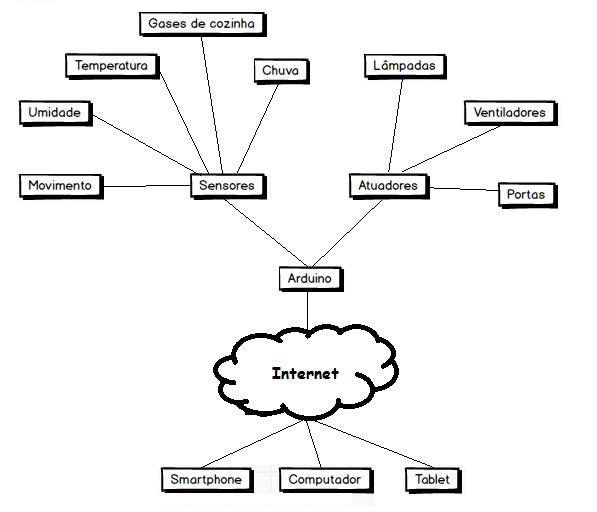 Gases de cozinha
Temperatura
Chuva
Lâmpadas
Umidade
Ventiladores
Movimento
Sensores
Atuadores
Portas
Arduino
Internet
Smartphone
Computador
Tablet